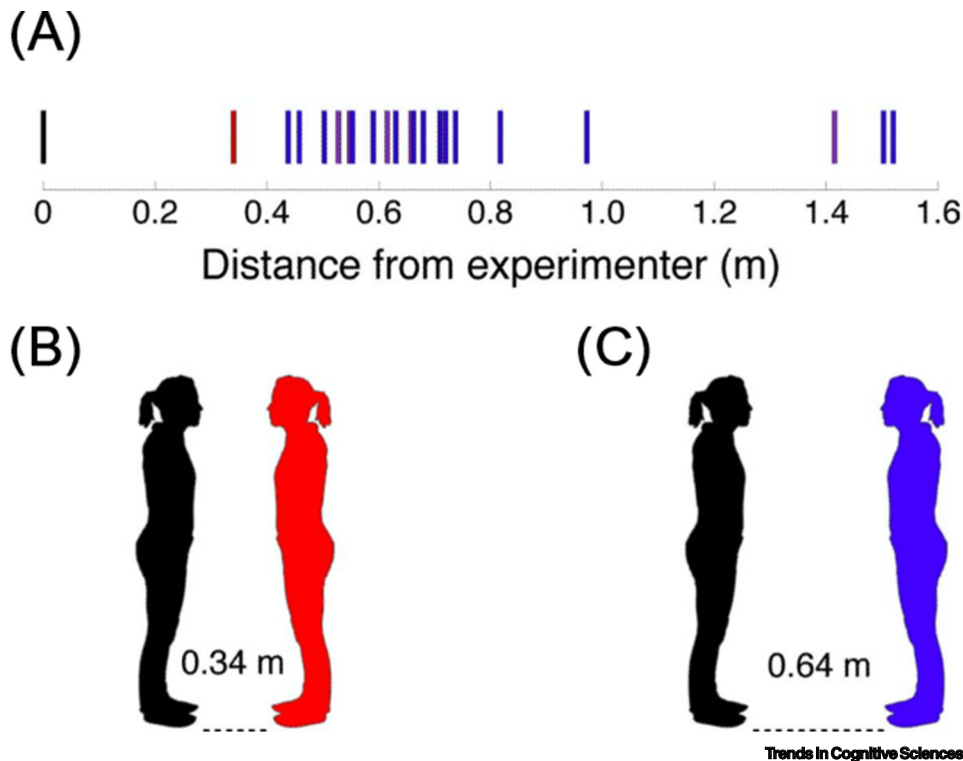 (A)
0 0.2 0.4 0.6 0.8 1.0 1.2 1.4 1.6
Distance from experimenter (m)
(B) (C)
0.34 m 0.64 m
Trends in Cognitive Sciences